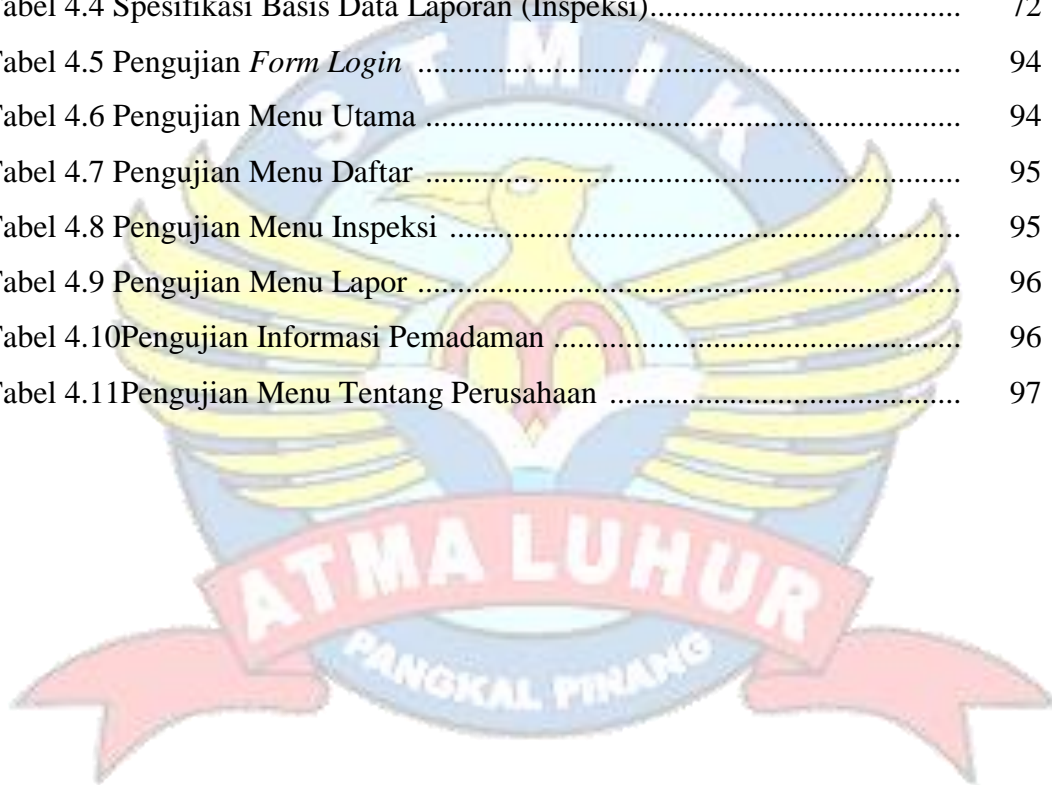 Tabel 4.4 Spesifikasi Basis Data Laporan (Inspeksi)...................................... 72
Tabel 4.5 Pengujian Form Login .................................................................... 94
Tabel 4.6 Pengujian Menu Utama ................................................................... 94
Tabel 4.7 Pengujian Menu Daftar ................................................................... 95
Tabel 4.8 Pengujian Menu Inspeksi ................................................................ 95
Tabel 4.9 Pengujian Menu Lapor .................................................................... 96
Tabel 4.10Pengujian Informasi Pemadaman ................................................... 96
Tabel 4.11Pengujian Menu Tentang Perusahaan ............................................ 97
STMIK
ATMA LUHUR
PANGKAL PINANG